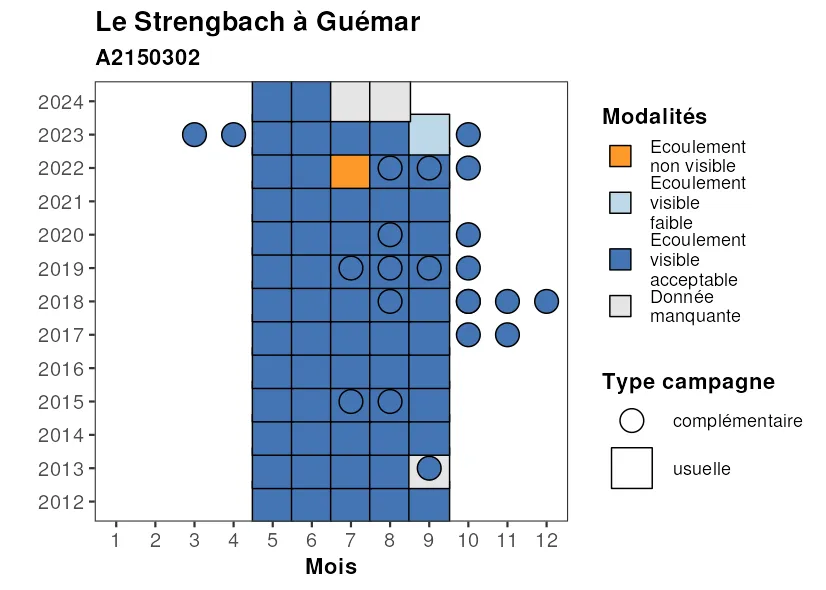 Le Strengbach à Guémar
A2150302
2024
2023
2022
2021
2020
2019
2018
2017
2016
2015
2014
2013
2012
1 2 3 4 5 6 7 8 9 10 11 12
Mois
Modalités
Ecoulement
non visible
Ecoulement
visible
faible
Ecoulement
visible
acceptable
Donnée
manquante
Type campagne
complémentaire
usuelle